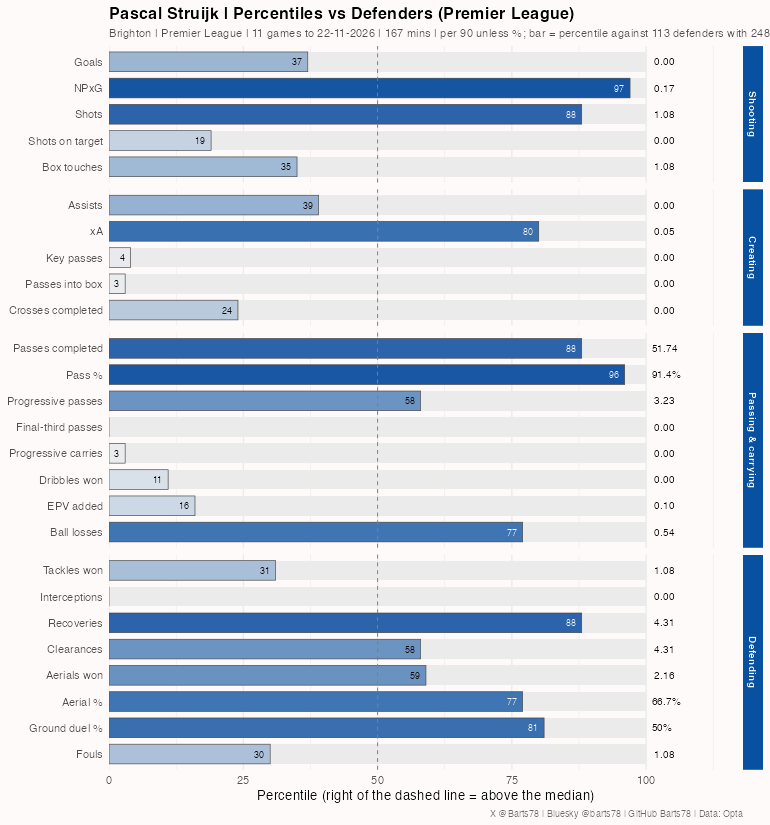 Pascal Struijk | Percentiles vs Defenders (Premier League)
Brighton | Premier League | 11 games to 22-11-2026 | 167 mins | per 90 unless %; bar = percentile against 113 defenders with 248
Goals 37 0.00
NPxG 97 0.17
Shots 88 1.08
Shots on target 19 0.00
Box touches 35 1.08
Shooting
Assists 39 0.00
xA 80 0.05
Key passes 4 0.00
Passes into box 3 0.00
Crosses completed 24 0.00
Creating
Passes completed 88 51.74
Pass % 96 91.4%
Progressive passes 58 3.23
Final-third passes 0.00
Progressive carries 3 0.00
Dribbles won 11 0.00
EPV added 16 0.10
Ball losses 77 0.54
Passing & carrying
Tackles won 31 1.08
Interceptions 0.00
Recoveries 88 4.31
Clearances 58 4.31
Aerials won 59 2.16
Aerial % 77 66.7%
Ground duel % 81 50%
Fouls 30 1.08
Defending
0 25 50 75 100
Percentile (right of the dashed line = above the median)
X @Barts78 | Bluesky @barts78 | GitHub Barts78 | Data: Opta